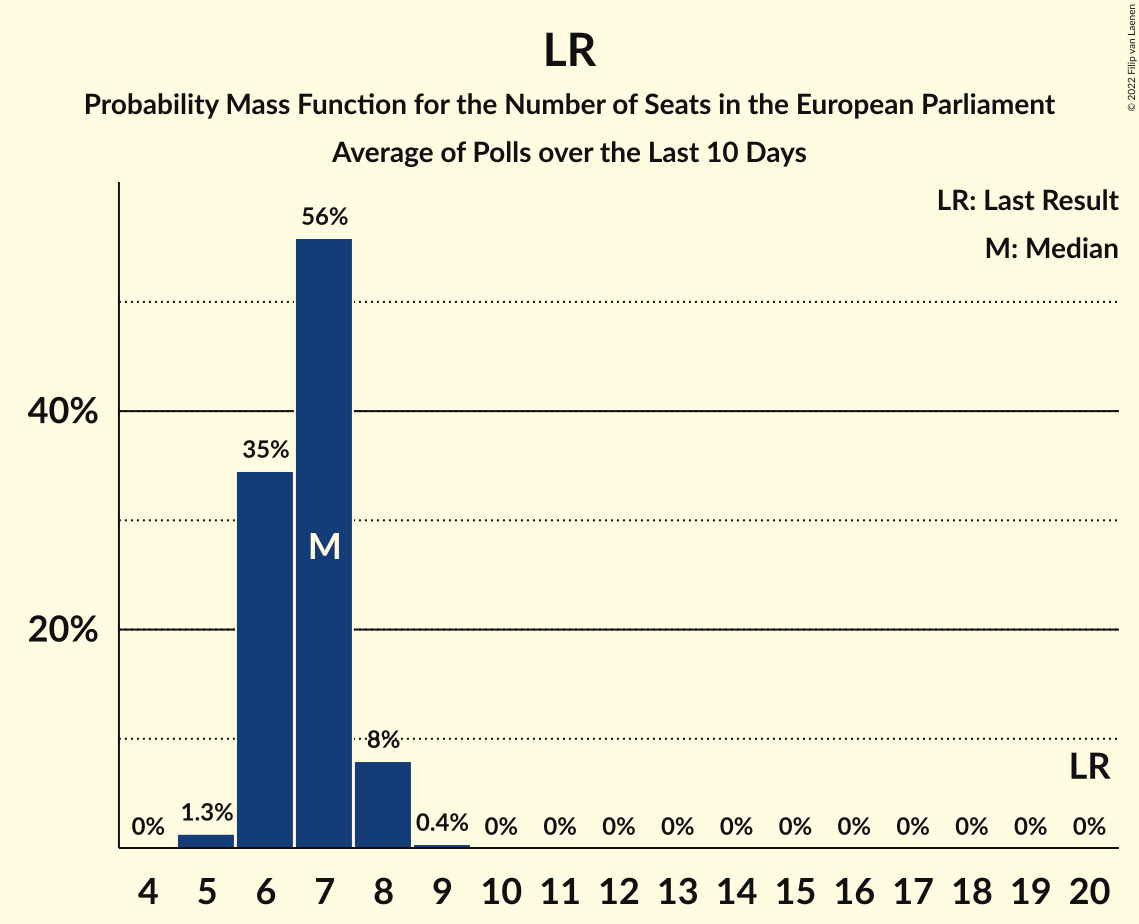 LR
Probability Mass Function for the Number of Seats in the European Parliament
Average of Polls over the Last 10 Days
© 2022 Filip van Laenen
LR: Last Result
M: Median
56%
40%
35%
M
20%
8%
LR
0%
1.3%
0.4%
0%
0%
0%
0%
0%
0%
0%
0%
0%
0%
0%
4 5 6 7 8 9 10 11 12 13 14 15 16 17 18 19 20